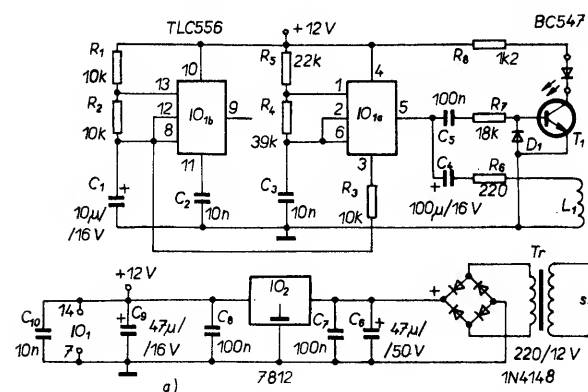 TLC556
+12V
BC547
R1
10k
R5
22k
R8
1k2
10
13
12
8
IO1b
9
11
R2
10k
R4
39k
4
1
2
6
IO1a
5
3
100n
C5
R7
18k
D1
T1
C1
+
10µ/
/16V
C2
10n
C3
10n
R3
10k
C4
+
100µ/16V
R6
220
L1
+12V
IO2
+
Tr
s
C10
10n
14
IO1
7
C9
+
47µ/
/16V
C8
100n
7812
C7
100n
C6
+
47µ/
/50V
220/12V
1N4148
a)